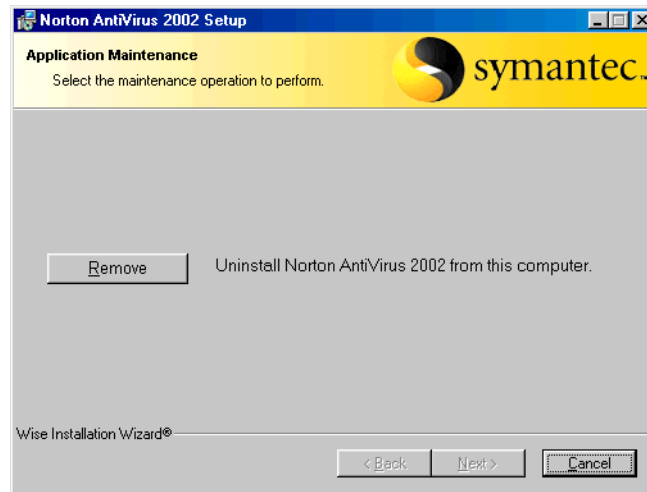 Norton AntiVirus 2002 Setup
Application Maintenance
Select the maintenance operation to perform.
symantec.
Remove
Uninstall Norton AntiVirus 2002 from this computer.
Wise Installation Wizard®
< Back
Next >
Cancel